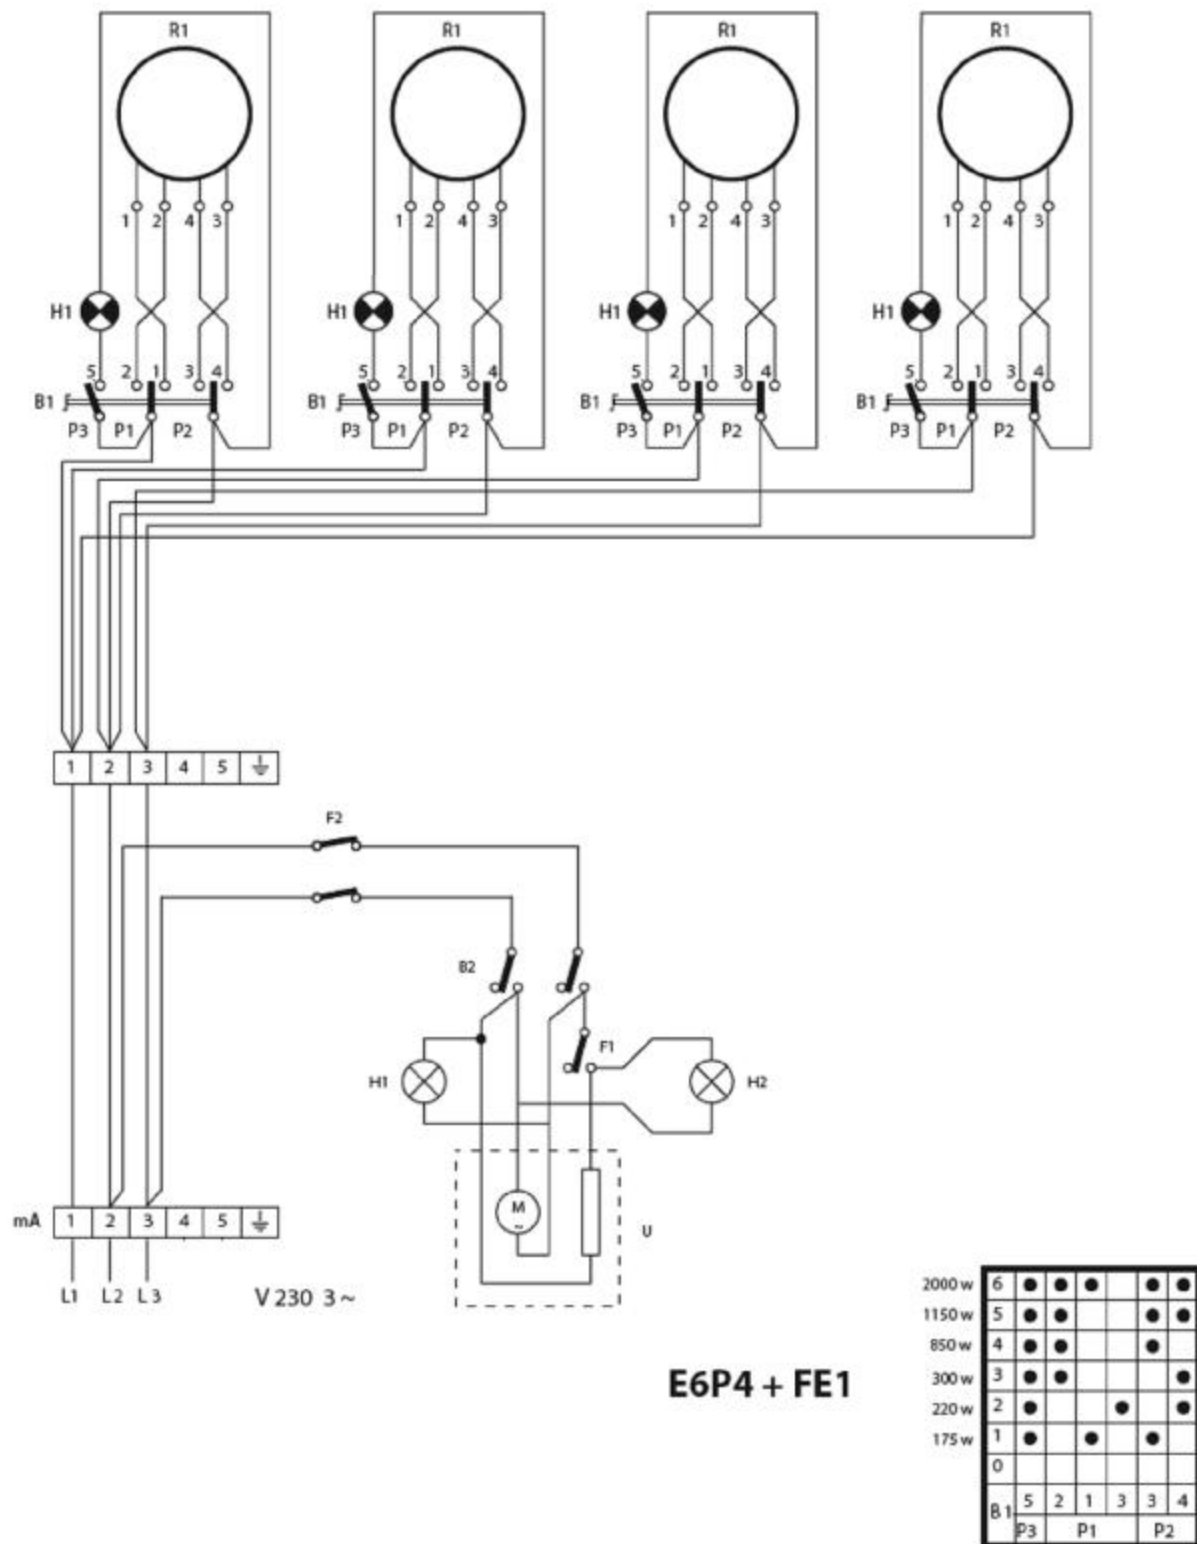 R1 R1 R1 R1
1 2 4 3 1 2 4 3 1 2 4 3 1 2 4 3
H1 H1 H1 H1
5 2 1 3 4 5 2 1 3 4 5 2 1 3 4 5 2 1 3 4
B1 B1 B1 B1
P3 P1 P2 P3 P1 P2 P3 P1 P2 P3 P1 P2
1 2 3 4 5
F2
B2
F1
H1 H2
M
~
U
mA 1 2 3 4 5
L1 L2 L3 V 230 3 ~
E6P4 + FE1
2000 w 6
1150 w 5
850 w 4
300 w 3
220 w 2
175 w 1
0
B1 5 2 1 3 3 4
P3 P1 P2